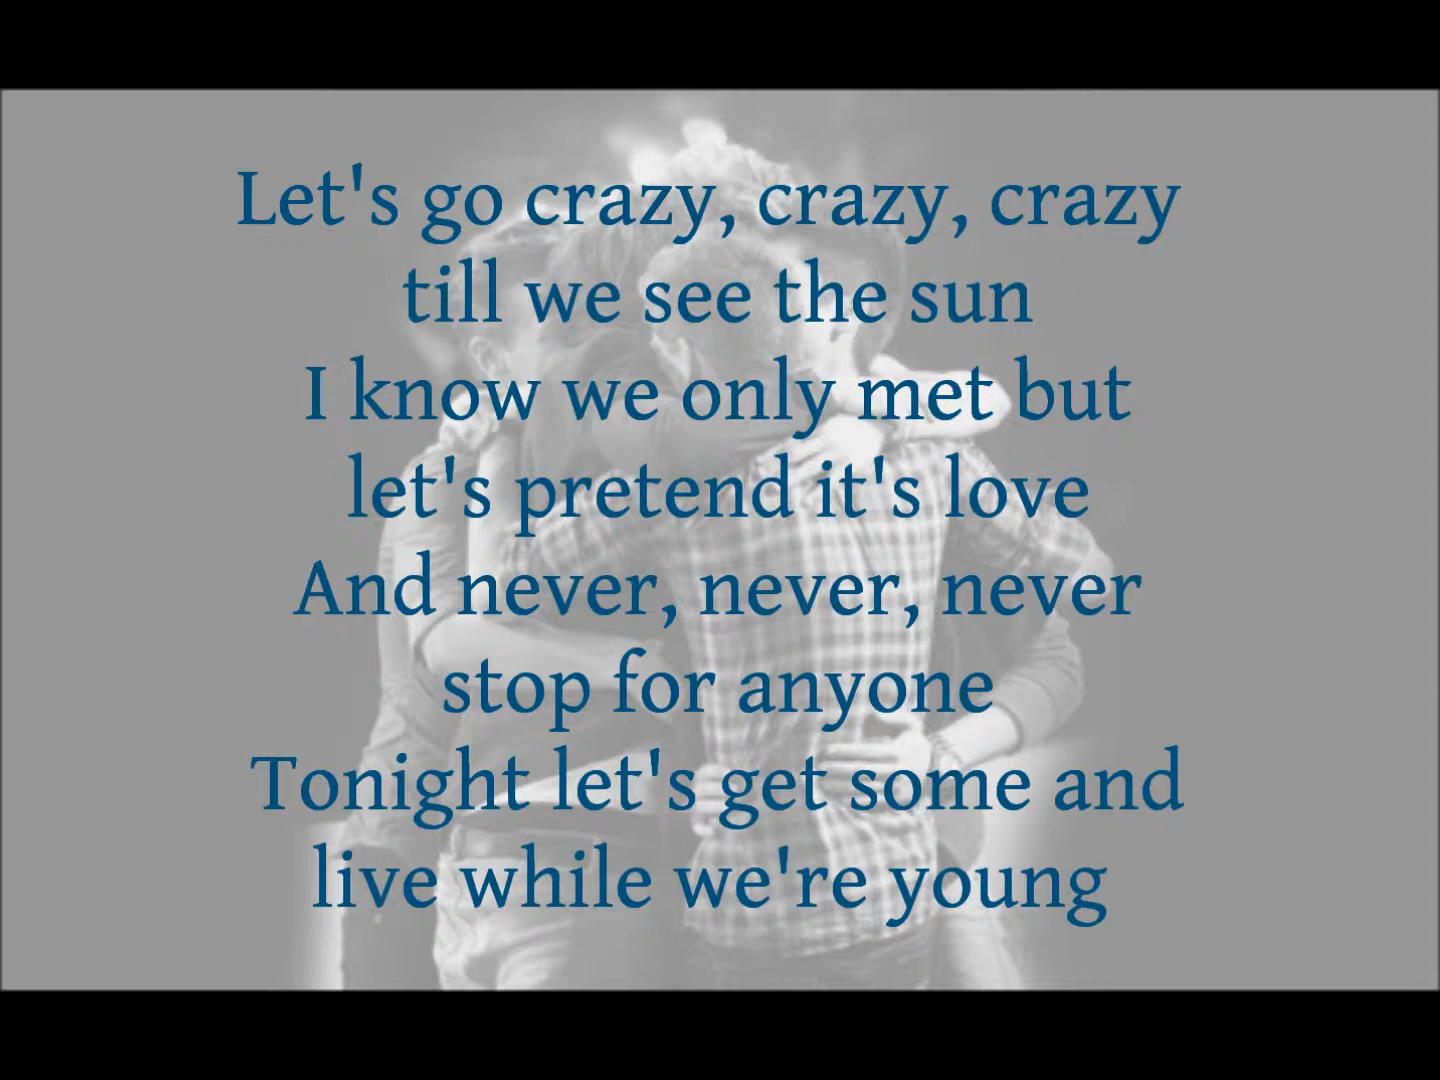 Let's go crazy, crazy, crazy
till we see the sun
I know we only met but
let's pretend it's love
And never, never, never
stop for anyone
Tonight let's get some and
live while we're young